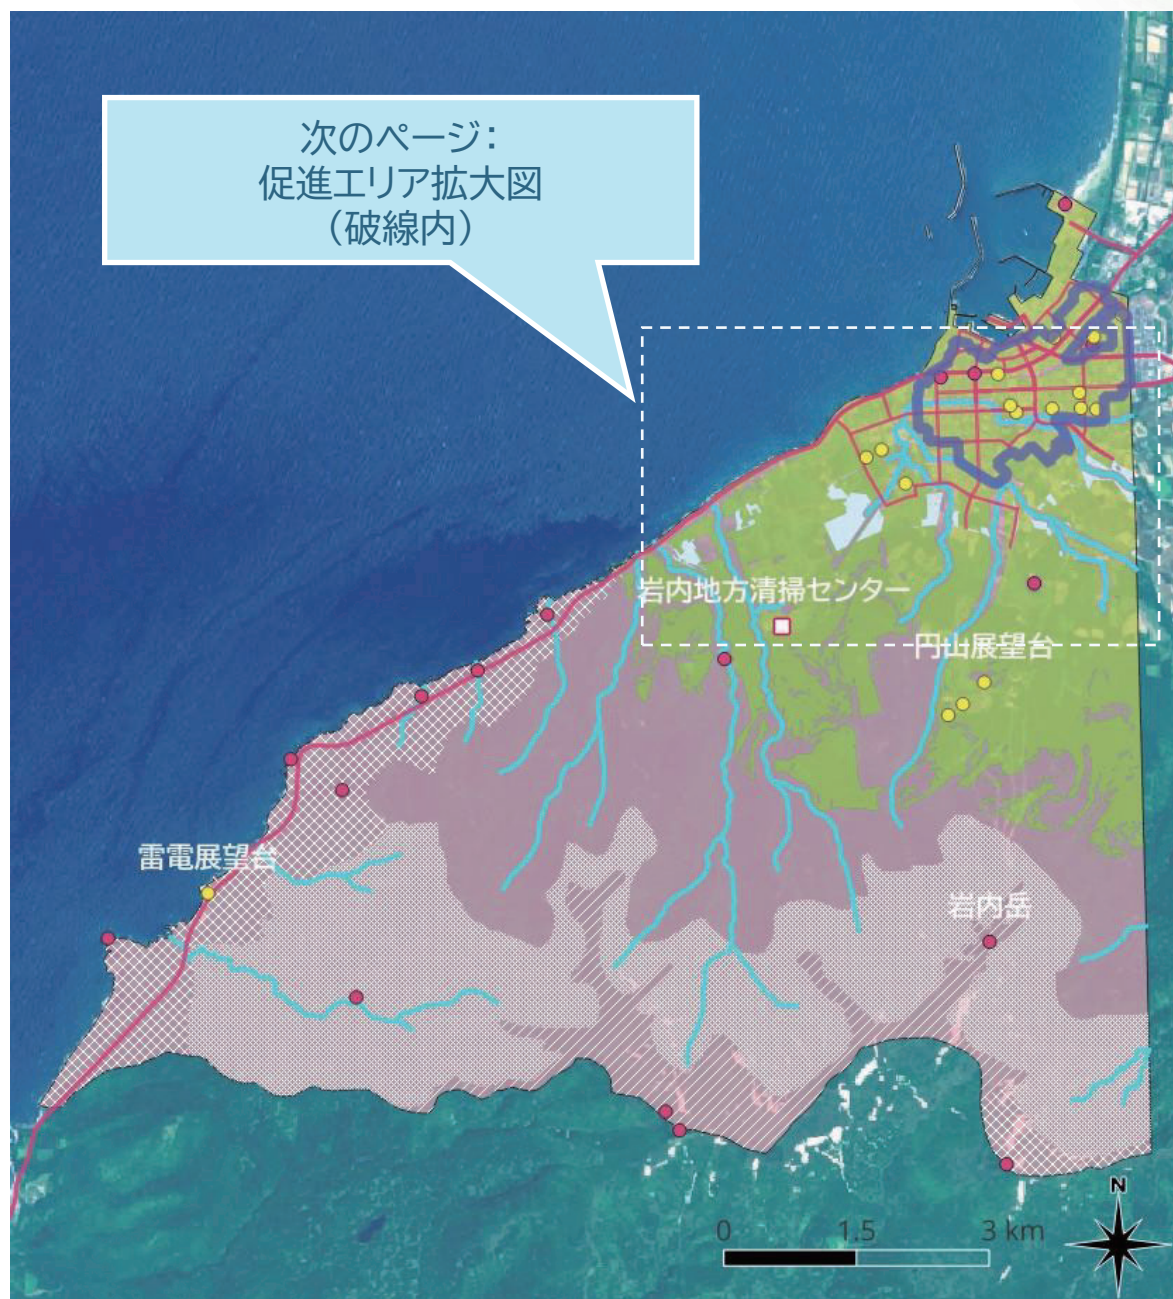 次のページ：
促進エリア拡大図
（破線内）
岩内地方清掃センター
円山展望台
雷電展望台
岩内岳
N
0 1.5 3 km